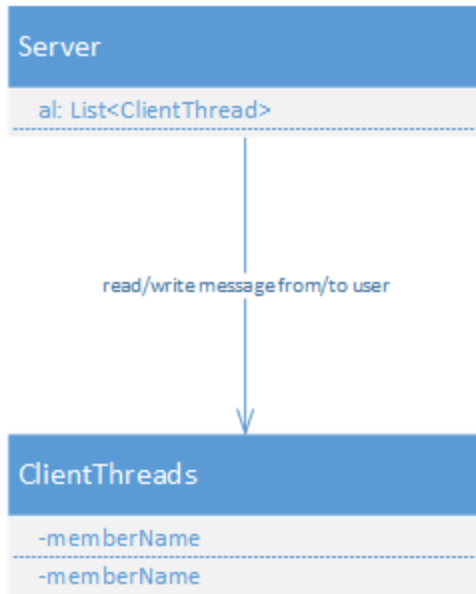 Server
al: List<ClientThread>
read/write message from/to user
ClientThreads
-memberName
-memberName